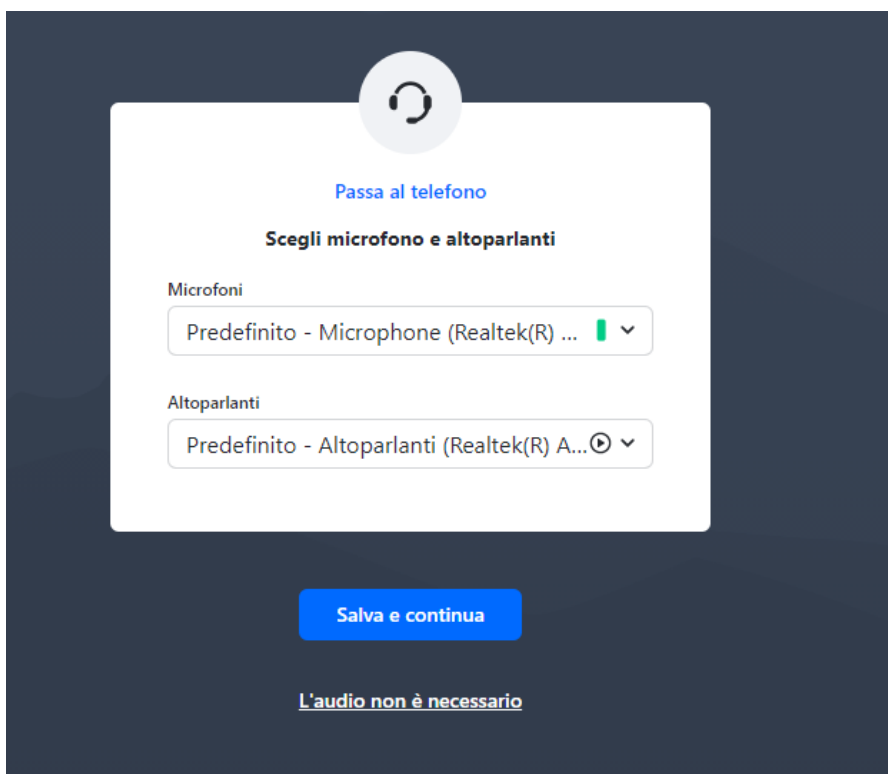 Passa al telefono
Scegli microfono e altoparlanti
Microfoni
Predefinito - Microphone (Realtek(R) ...
Altoparlanti
Predefinito - Altoparlanti (Realtek(R) A...
Salva e continua
L'audio non è necessario